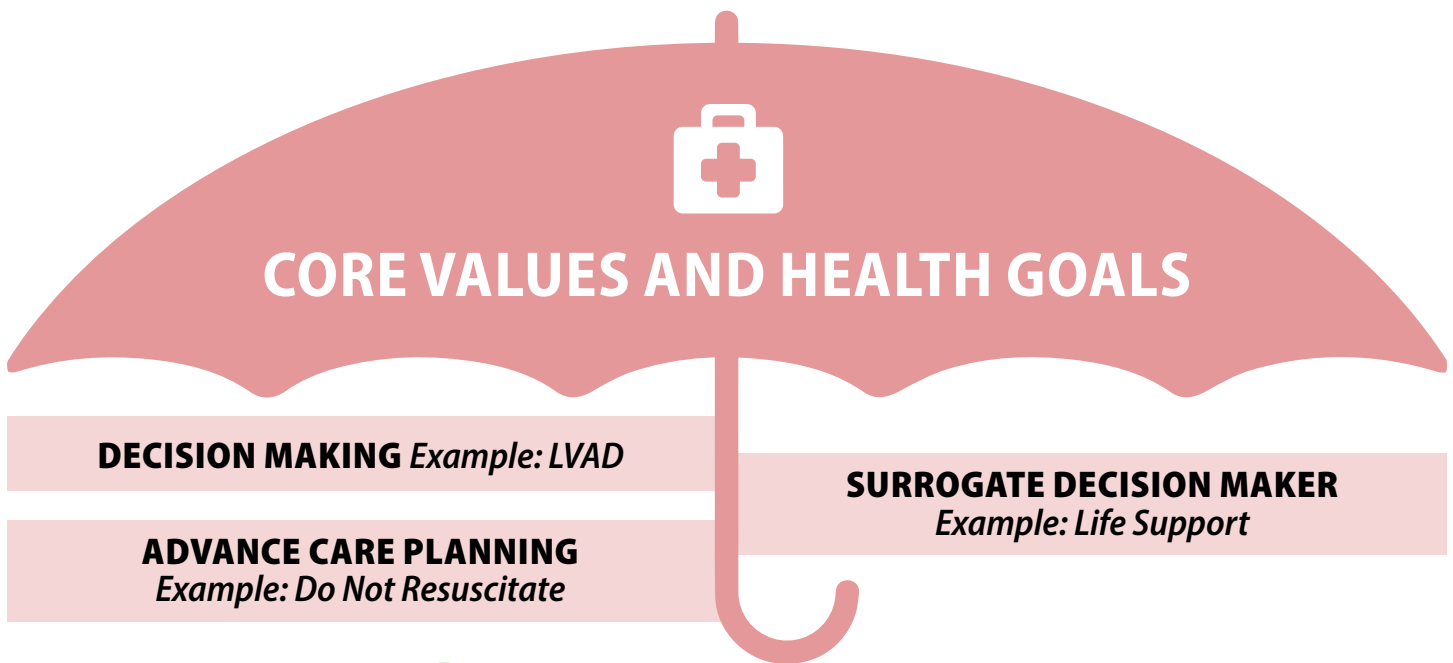 CORE VALUES AND HEALTH GOALS
DECISION MAKING Example: LVAD
ADVANCE CARE PLANNING
Example: Do Not Resuscitate
SURROGATE DECISION MAKER
Example: Life Support